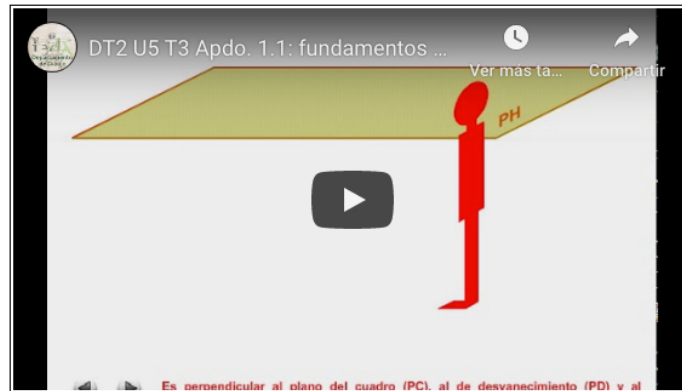 DT2 U5 T3 Apdo. 1.1: fundamentos ...
Ver más ta...
Compartir
PH
Es perpendicular al plano del cuadro (PC), al de desvanecimiento (PD) y al